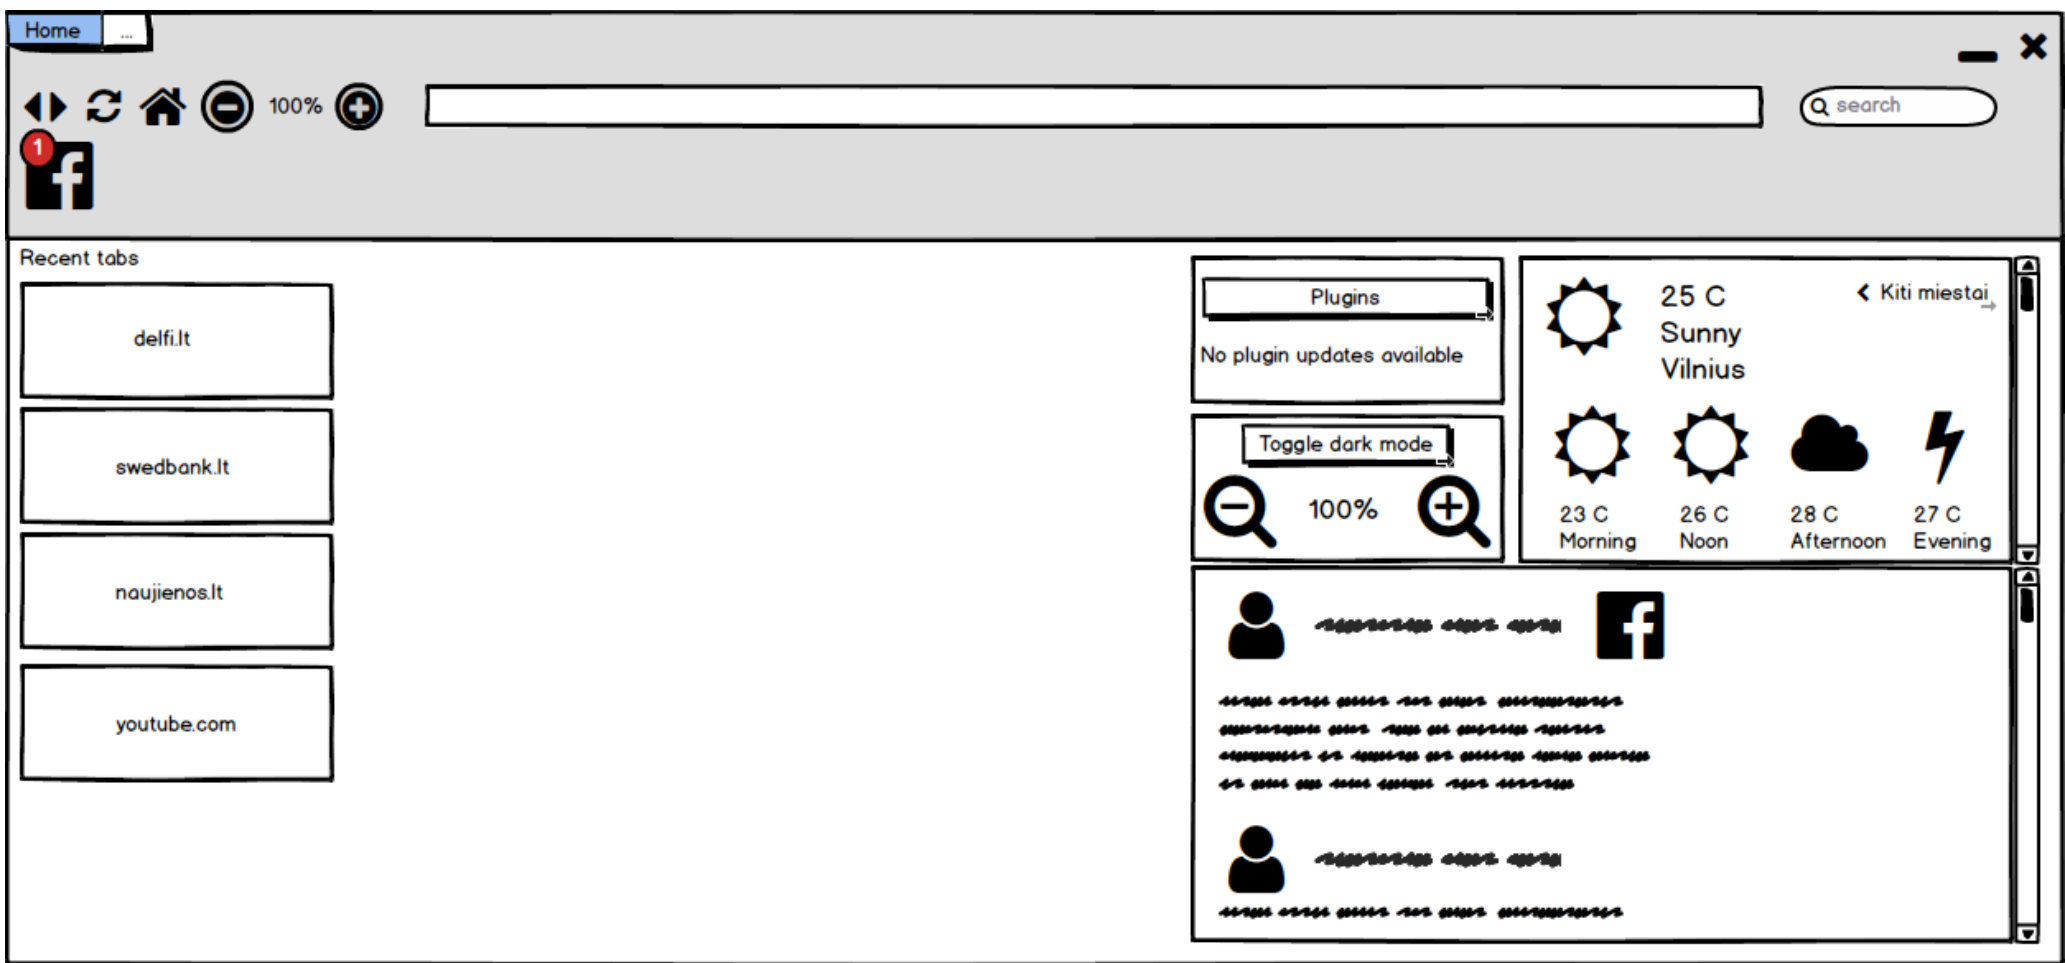 Home
...
100%
search
1
Recent tabs
delfi.lt
swedbank.lt
naujienos.lt
youtube.com
Plugins
No plugin updates available
Toggle dark mode
100%
25 C
Sunny
Vilnius
Kiti miestai
23 C
Morning
26 C
Noon
28 C
Afternoon
27 C
Evening